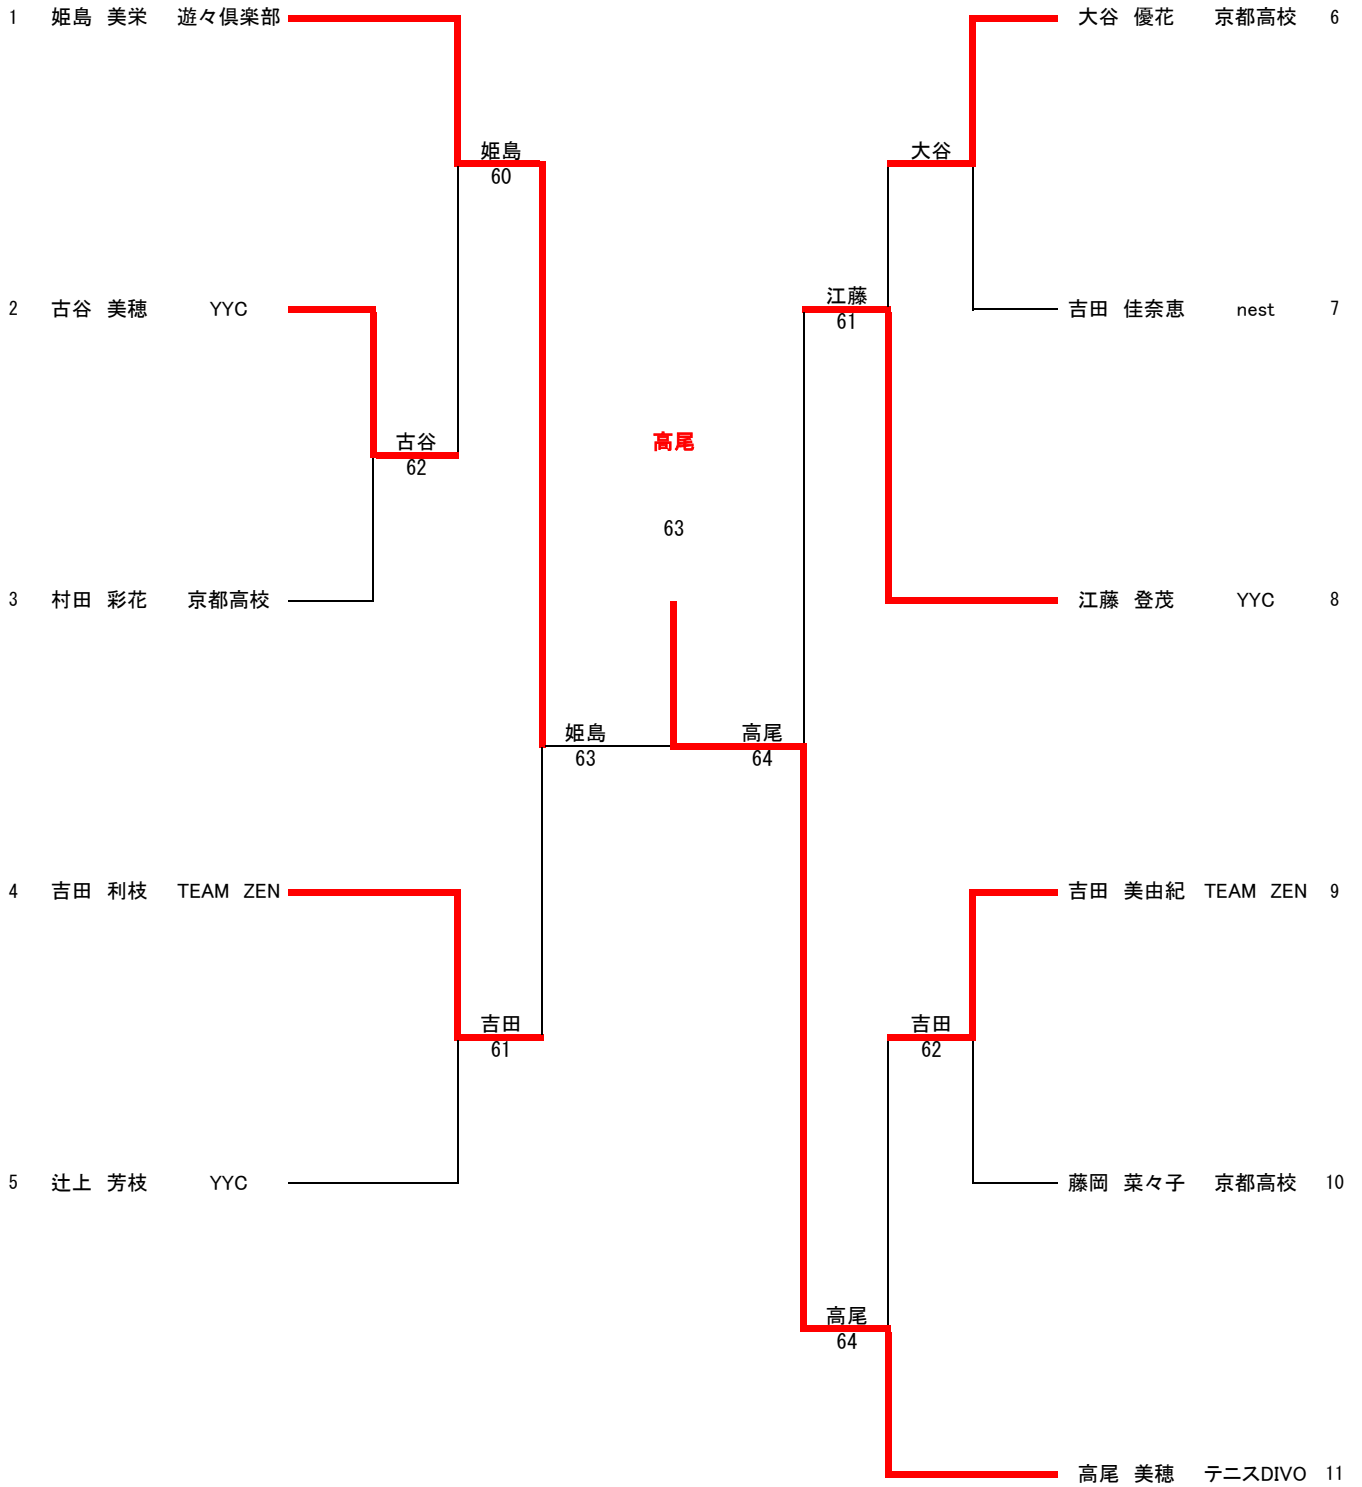 1 姫島 美栄 遊々倶楽部
大谷 優花 京都高校 6
姫島
60
大谷
2 古谷 美穂 YYC
江藤
61
吉田 佳奈恵 nest 7
古谷
62
高尾
63
3 村田 彩花 京都高校
江藤 登茂 YYC 8
姫島
63
高尾
64
4 吉田 利枝 TEAM ZEN
吉田 美由紀 TEAM ZEN 9
吉田
61
吉田
62
5 辻上 芳枝 YYC
藤岡 菜々子 京都高校 10
高尾
64
高尾 美穂 テニスDIVO 11